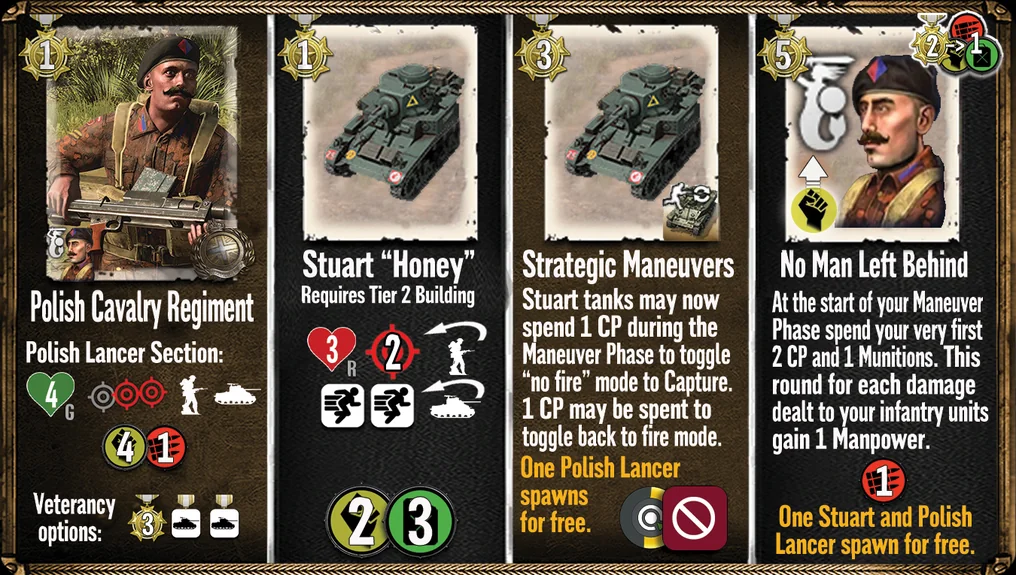 1
Polish Cavalry Regiment
Polish Lancer Section:
4
G
4 1
Veterancy
options:
3
1
Stuart “Honey”
Requires Tier 2 Building
3
R
2
2 3
3
Strategic Maneuvers
Stuart tanks may now
spend 1 CP during the
Maneuver Phase to toggle
“no fire” mode to Capture.
1 CP may be spent to
toggle back to fire mode.
One Polish Lancer
spawns
for free.
5
2->1
No Man Left Behind
At the start of your Maneuver
Phase spend your very first
2 CP and 1 Munitions. This
round for each damage
dealt to your infantry units
gain 1 Manpower.
1
One Stuart and Polish
Lancer spawn for free.